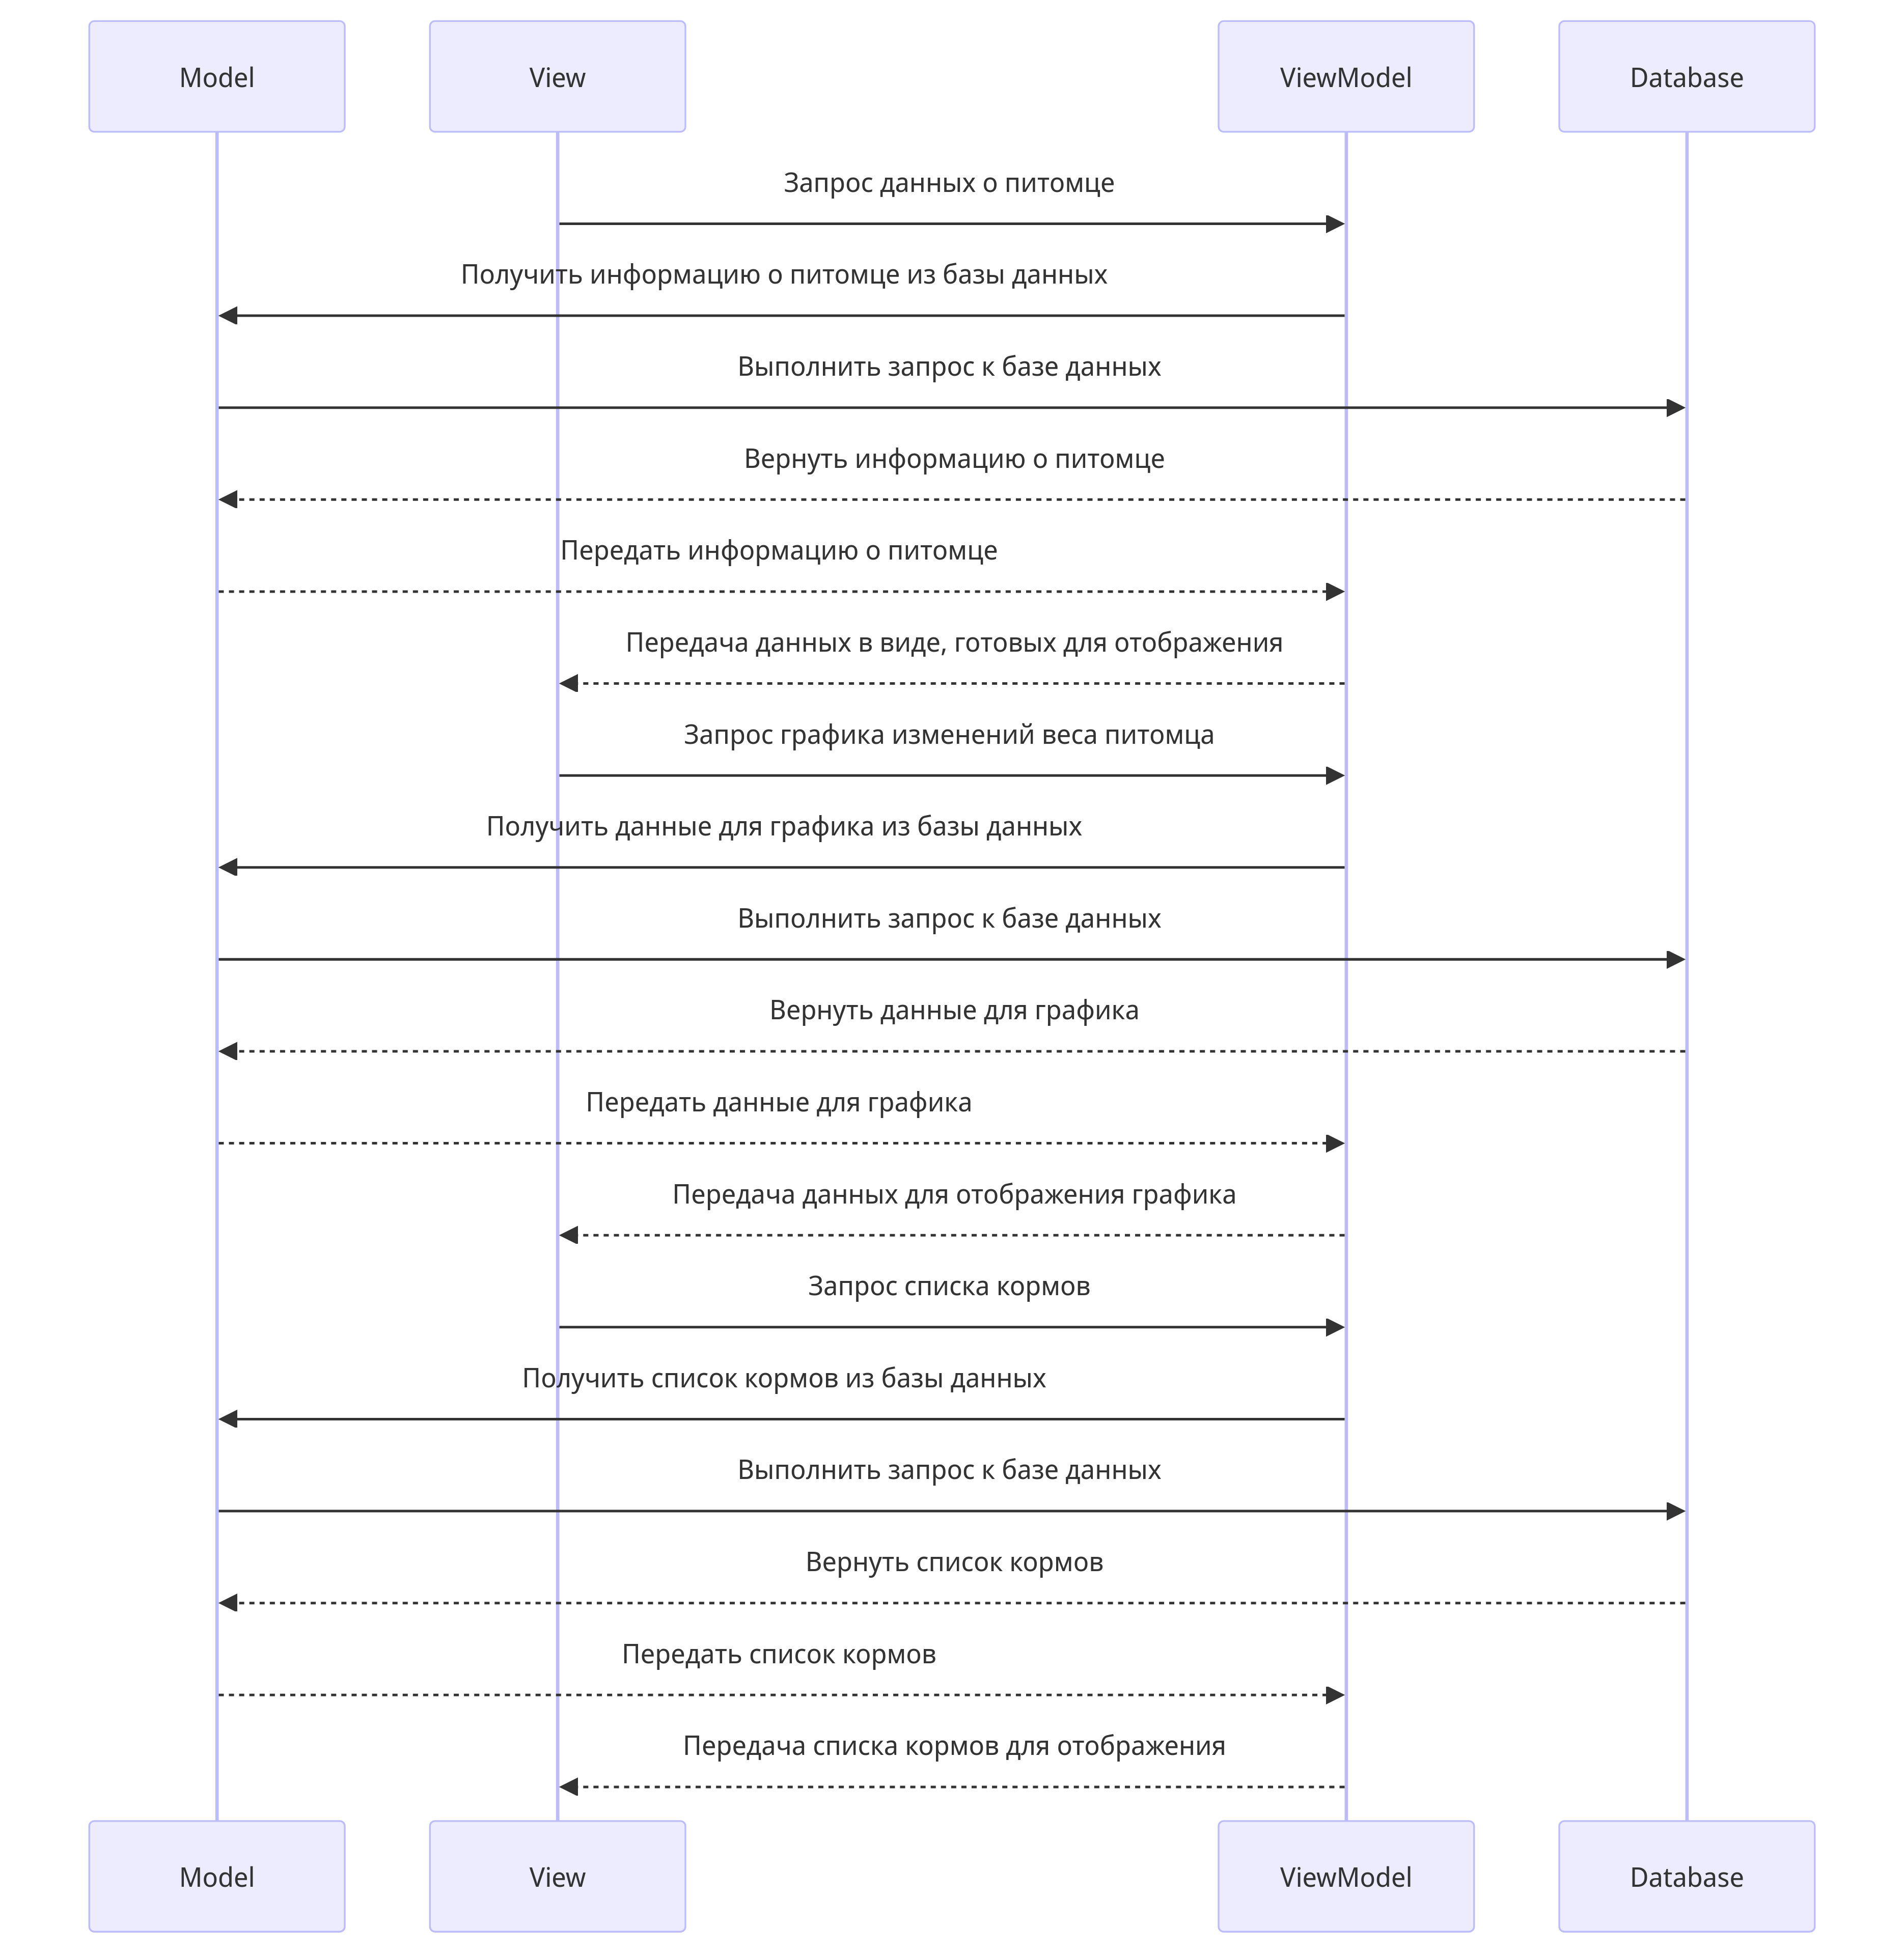 Model
View
ViewModel
Database
Запрос данных о питомце
Получить информацию о питомце из базы данных
Выполнить запрос к базе данных
Вернуть информацию о питомце
Передать информацию о питомце
Передача данных в виде, готовых для отображения
Запрос графика изменений веса питомца
Получить данные для графика из базы данных
Выполнить запрос к базе данных
Вернуть данные для графика
Передать данные для графика
Передача данных для отображения графика
Запрос списка кормов
Получить список кормов из базы данных
Выполнить запрос к базе данных
Вернуть список кормов
Передать список кормов
Передача списка кормов для отображения
Model
View
ViewModel
Database